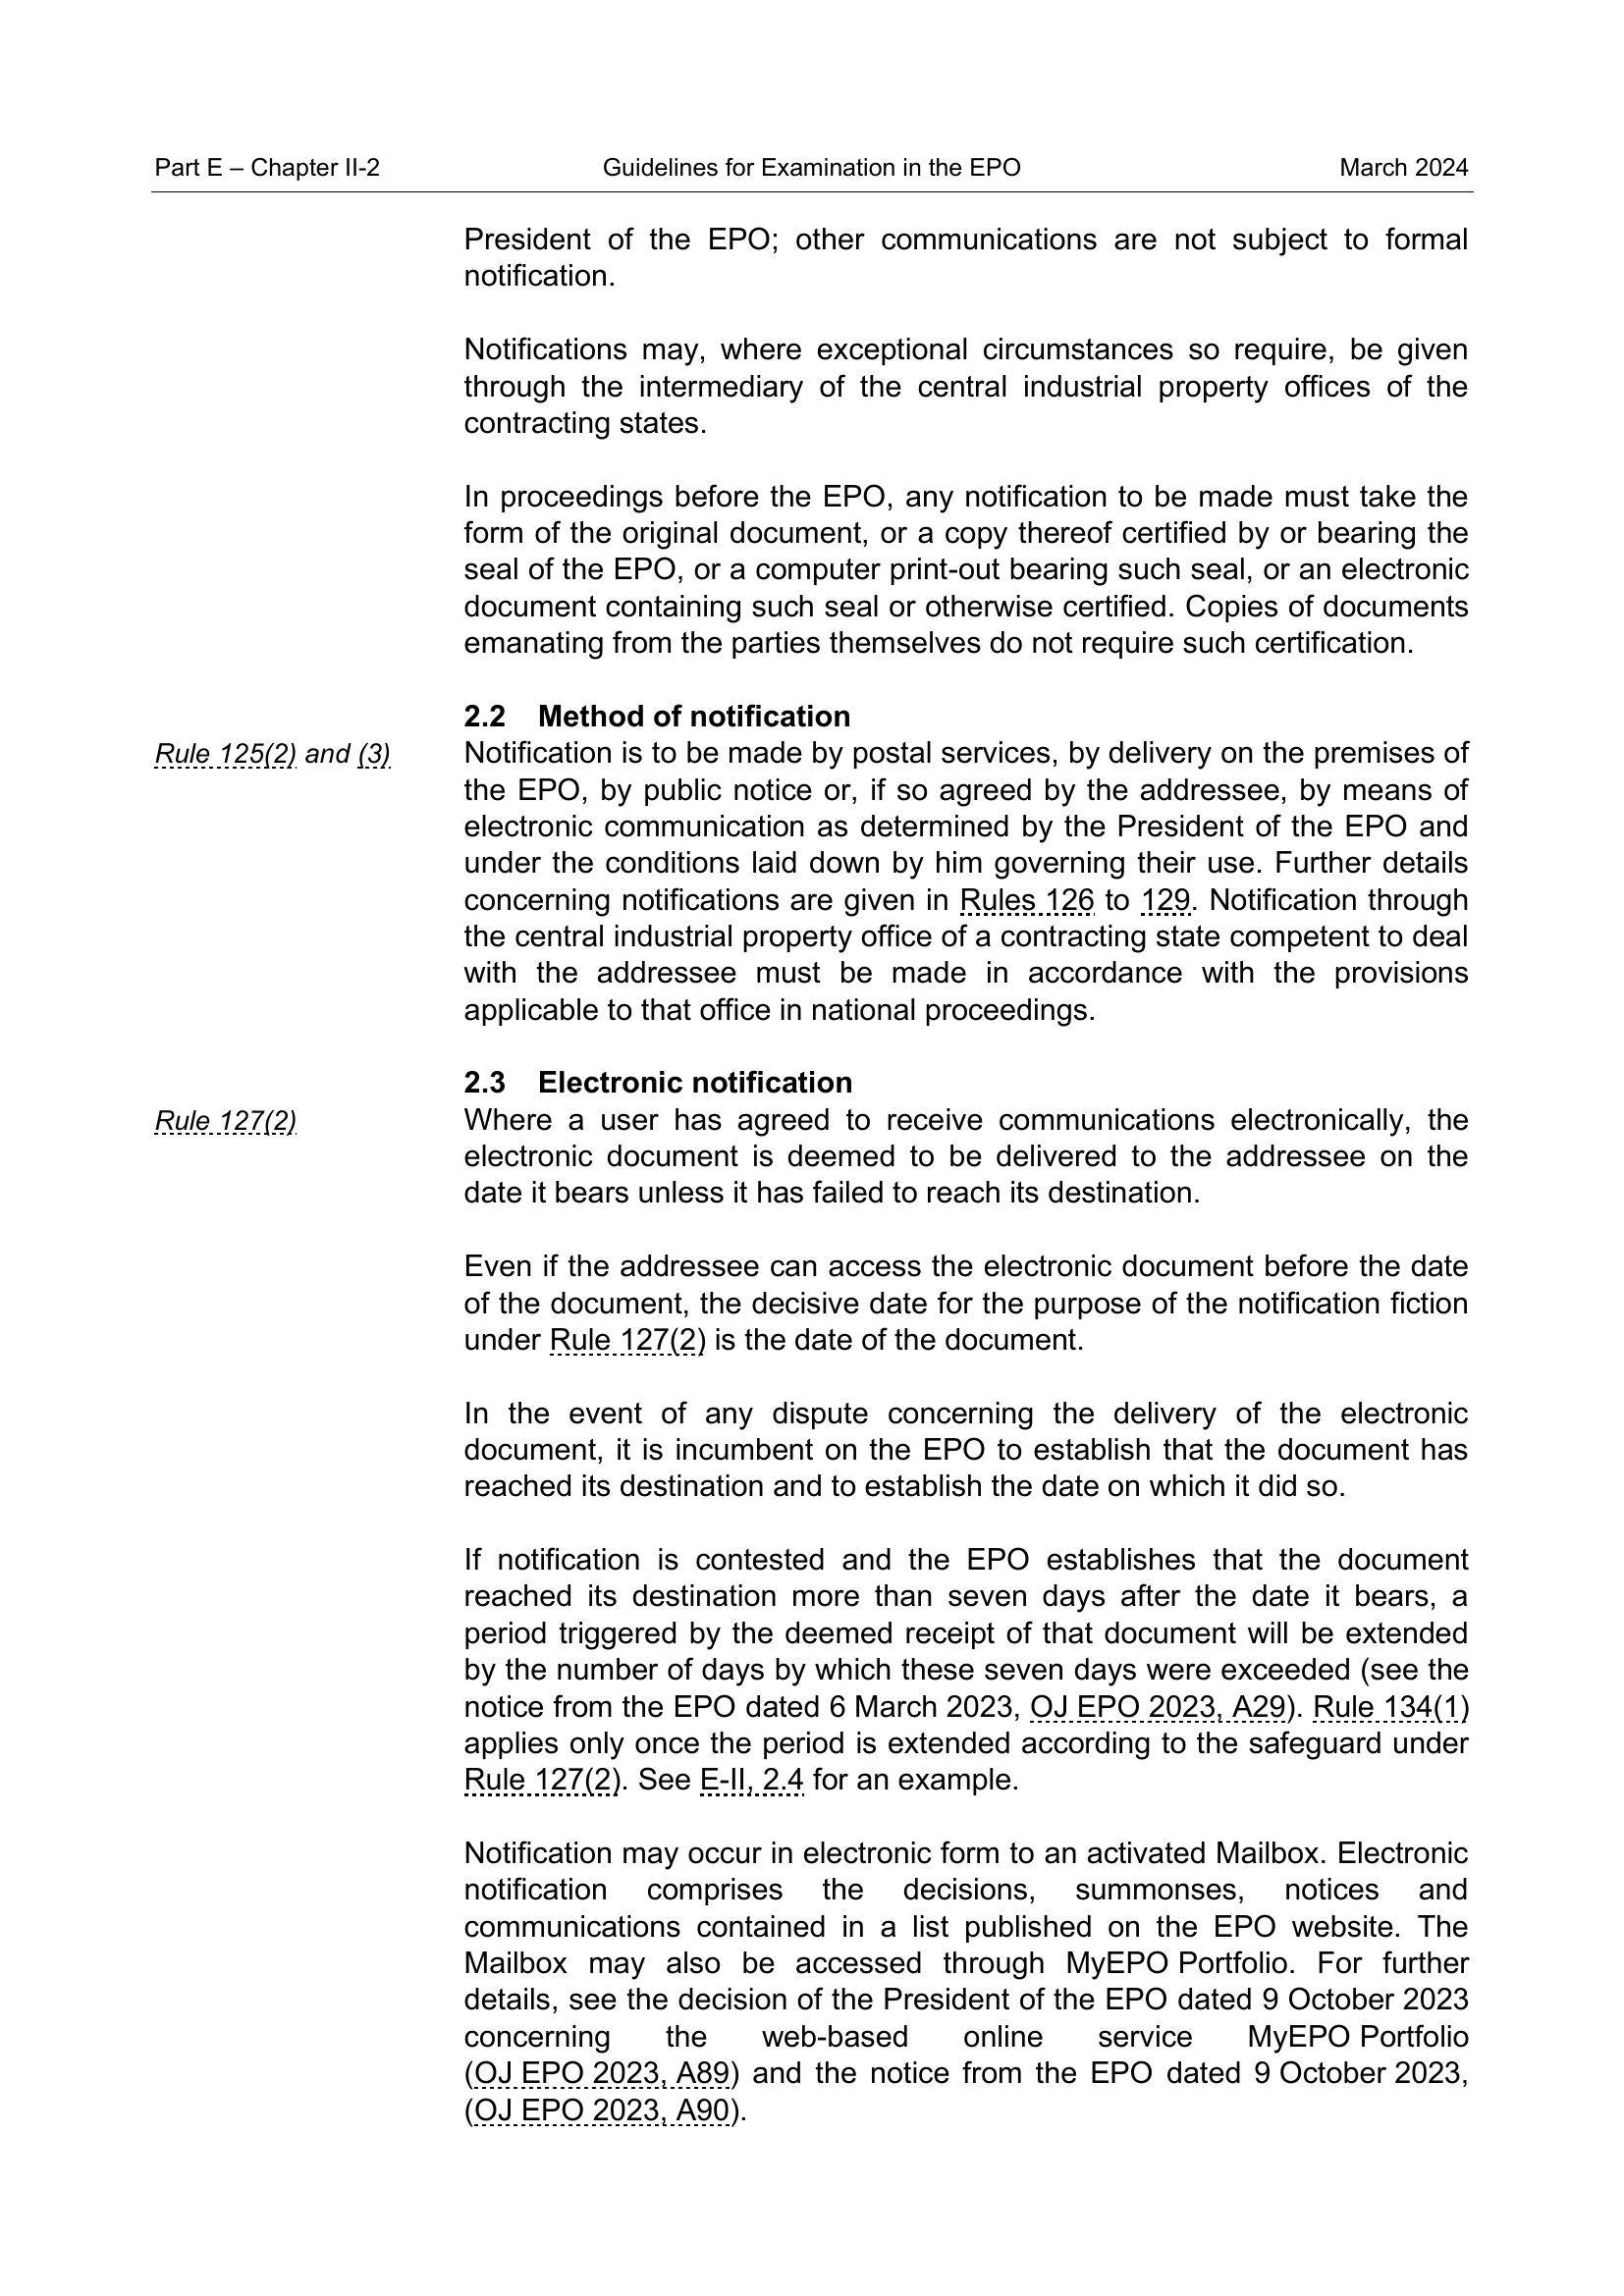 Part E – Chapter II-2 Guidelines for Examination in the EPO March 2024
President of the EPO; other communications are not subject to formal
notification.
Notifications may, where exceptional circumstances so require, be given
through the intermediary of the central industrial property offices of the
contracting states.
In proceedings before the EPO, any notification to be made must take the
form of the original document, or a copy thereof certified by or bearing the
seal of the EPO, or a computer print-out bearing such seal, or an electronic
document containing such seal or otherwise certified. Copies of documents
emanating from the parties themselves do not require such certification.
2.2 Method of notification
Rule 125(2) and (3)
Notification is to be made by postal services, by delivery on the premises of
the EPO, by public notice or, if so agreed by the addressee, by means of
electronic communication as determined by the President of the EPO and
under the conditions laid down by him governing their use. Further details
concerning notifications are given in Rules 126 to 129. Notification through
the central industrial property office of a contracting state competent to deal
with the addressee must be made in accordance with the provisions
applicable to that office in national proceedings.
2.3 Electronic notification
Rule 127(2)
Where a user has agreed to receive communications electronically, the
electronic document is deemed to be delivered to the addressee on the
date it bears unless it has failed to reach its destination.
Even if the addressee can access the electronic document before the date
of the document, the decisive date for the purpose of the notification fiction
under Rule 127(2) is the date of the document.
In the event of any dispute concerning the delivery of the electronic
document, it is incumbent on the EPO to establish that the document has
reached its destination and to establish the date on which it did so.
If notification is contested and the EPO establishes that the document
reached its destination more than seven days after the date it bears, a
period triggered by the deemed receipt of that document will be extended
by the number of days by which these seven days were exceeded (see the
notice from the EPO dated 6 March 2023, OJ EPO 2023, A29). Rule 134(1)
applies only once the period is extended according to the safeguard under
Rule 127(2). See E-II, 2.4 for an example.
Notification may occur in electronic form to an activated Mailbox. Electronic
notification comprises the decisions, summonses, notices and
communications contained in a list published on the EPO website. The
Mailbox may also be accessed through MyEPO Portfolio. For further
details, see the decision of the President of the EPO dated 9 October 2023
concerning the web-based online service MyEPO Portfolio
(OJ EPO 2023, A89) and the notice from the EPO dated 9 October 2023,
(OJ EPO 2023, A90).